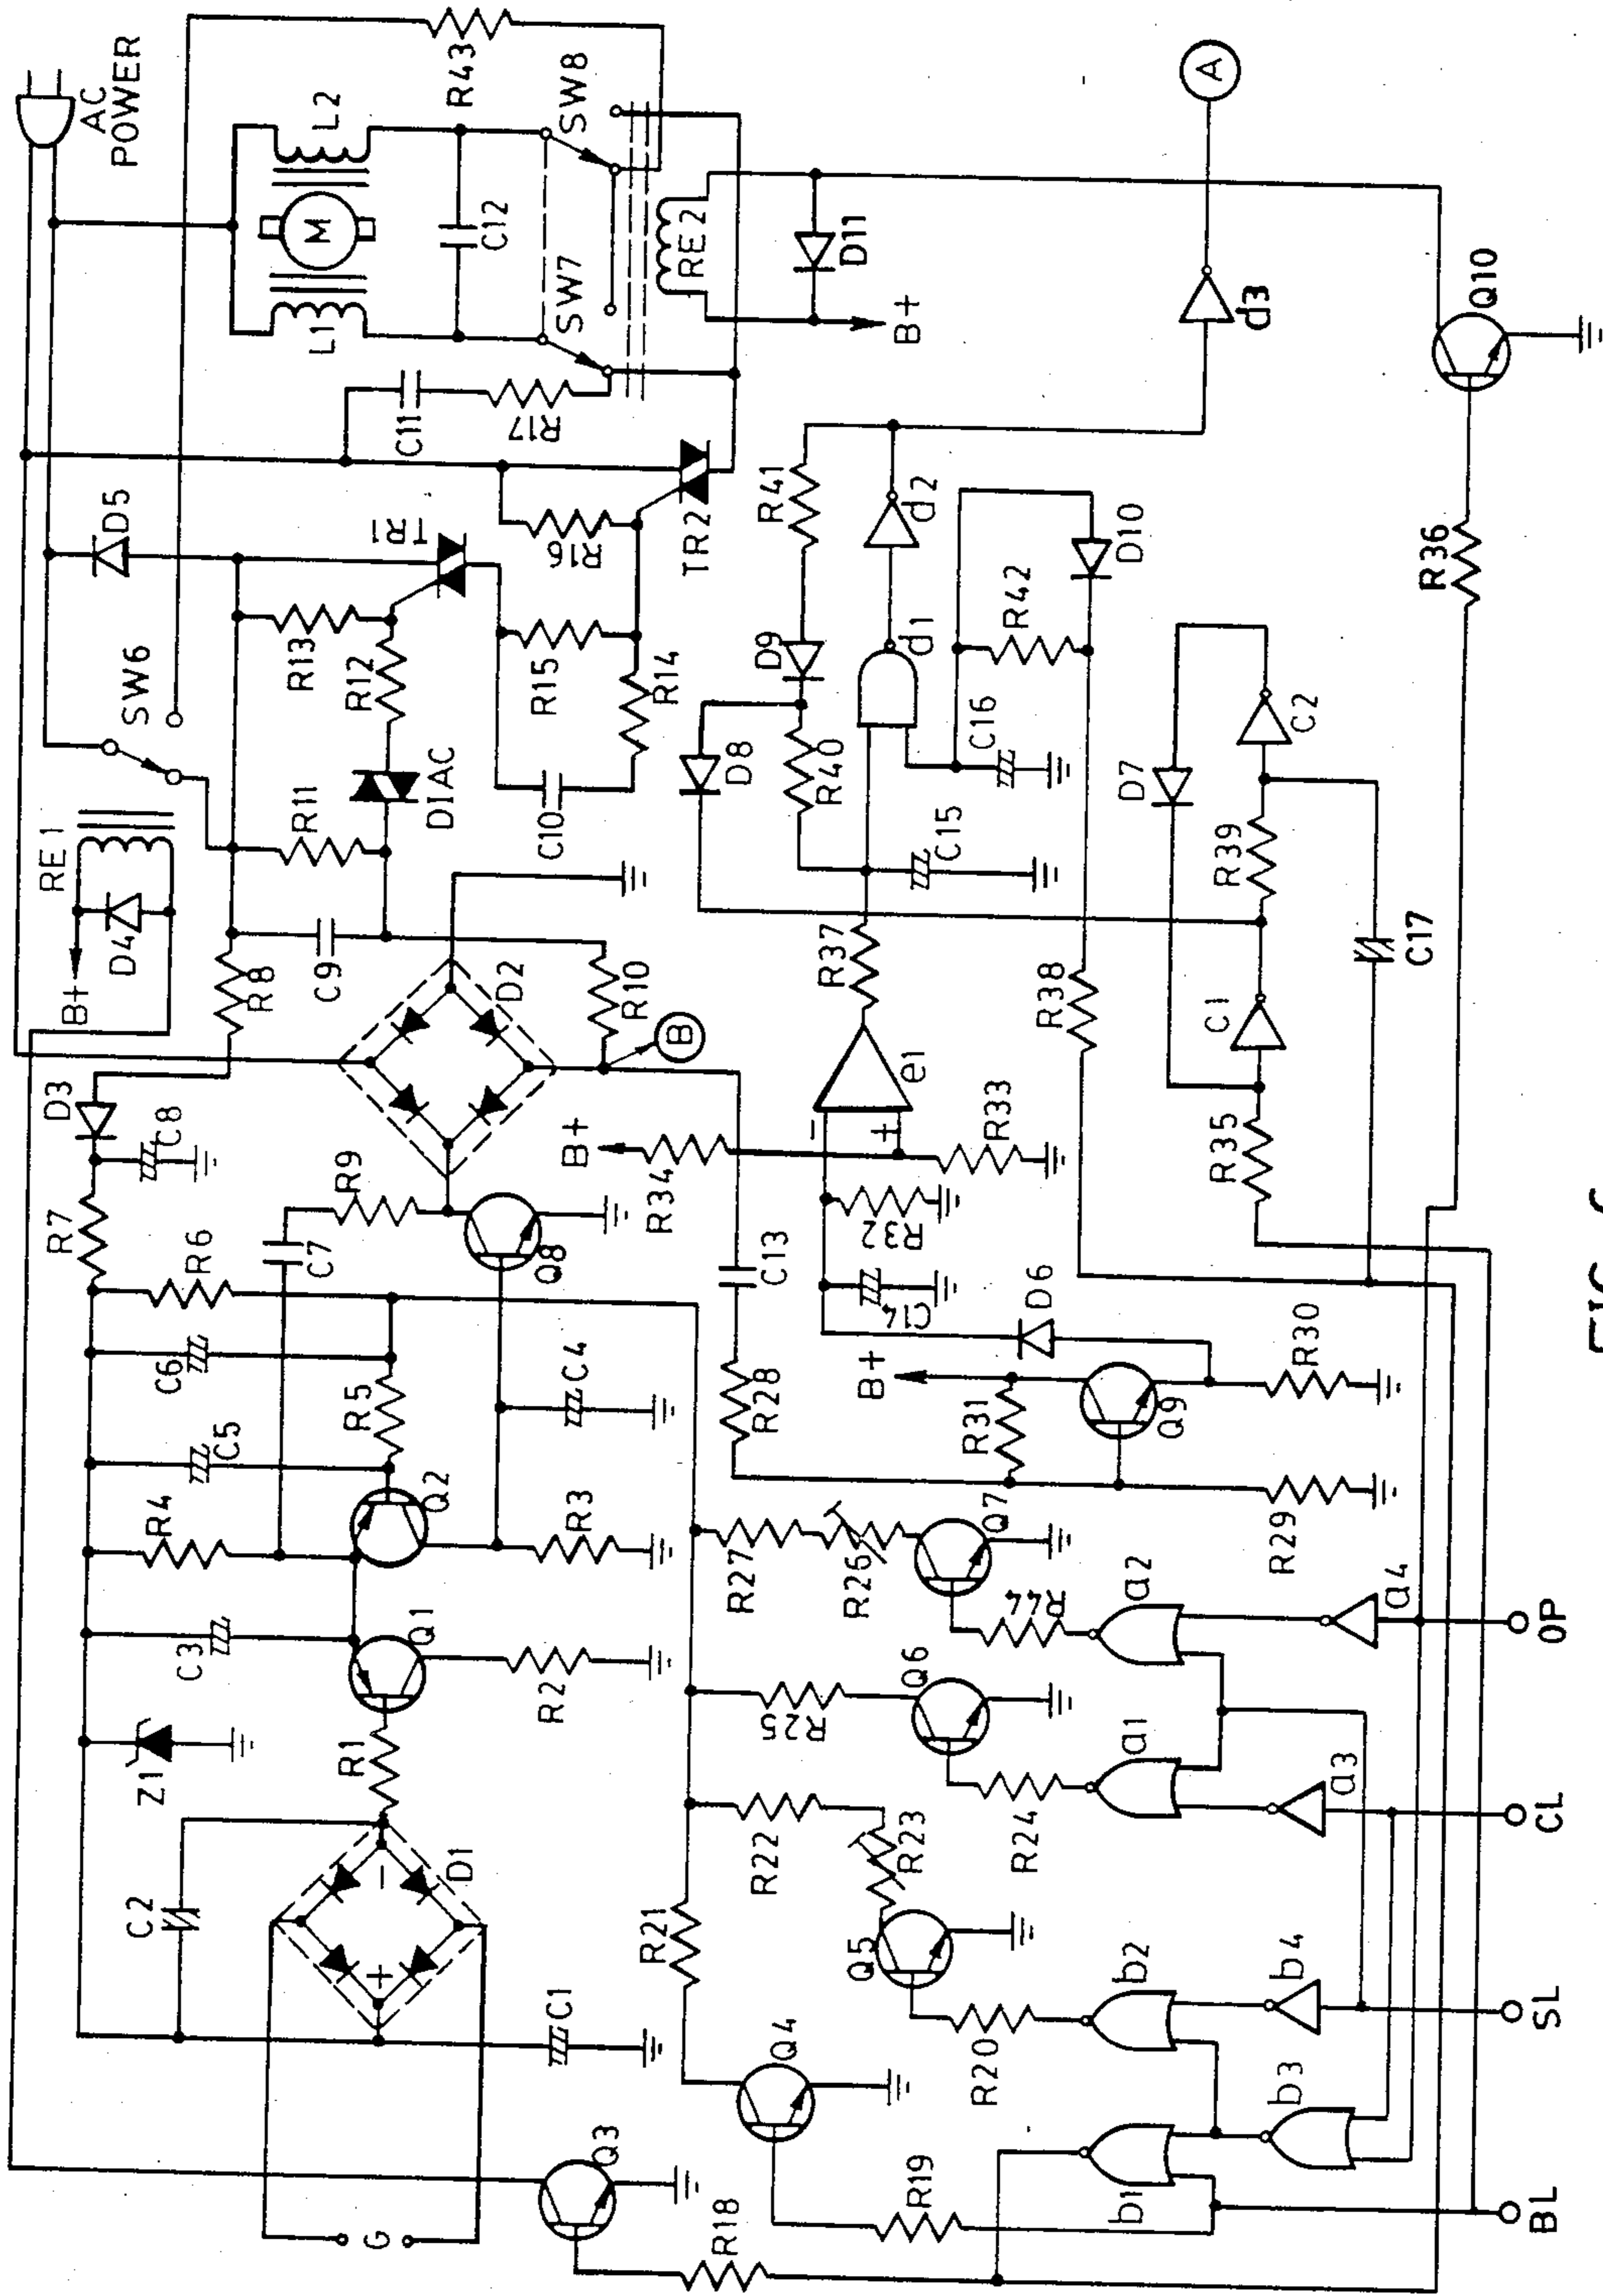 AC
POWER
R43
L2
SW8
L1
M
C12
SW7
RE2
D11
B+
A
d3
Q10
C11
R17
D5
TR1
R16
TR2
R41
d2
D10
R42
R36
SW6
R13
R12
R15
R14
D9
d1
D8
R40
C16
D7
C2
RE1
R11
DIAC
C10
C15
R39
B+
D4
R8
C9
D2
R10
R37
R38
C1
C17
D3
C8
B
e1
R7
R9
B+
R34
-
+
R33
R35
R6
C7
Q8
C13
R32
C6
R5
C4
C14
D6
C5
R28
B+
R30
R4
Q2
R31
Q9
R3
Q7
R29
C3
Q1
R27
R26
R44
a2
a4
OP
Z1
R1
R2
Q6
R25
a1
R24
a3
CL
C2
-
D1
+
R22
R23
R21
Q5
b2
b4
SL
C1
Q4
R20
b3
Q3
b1
G
R18
R19
BL